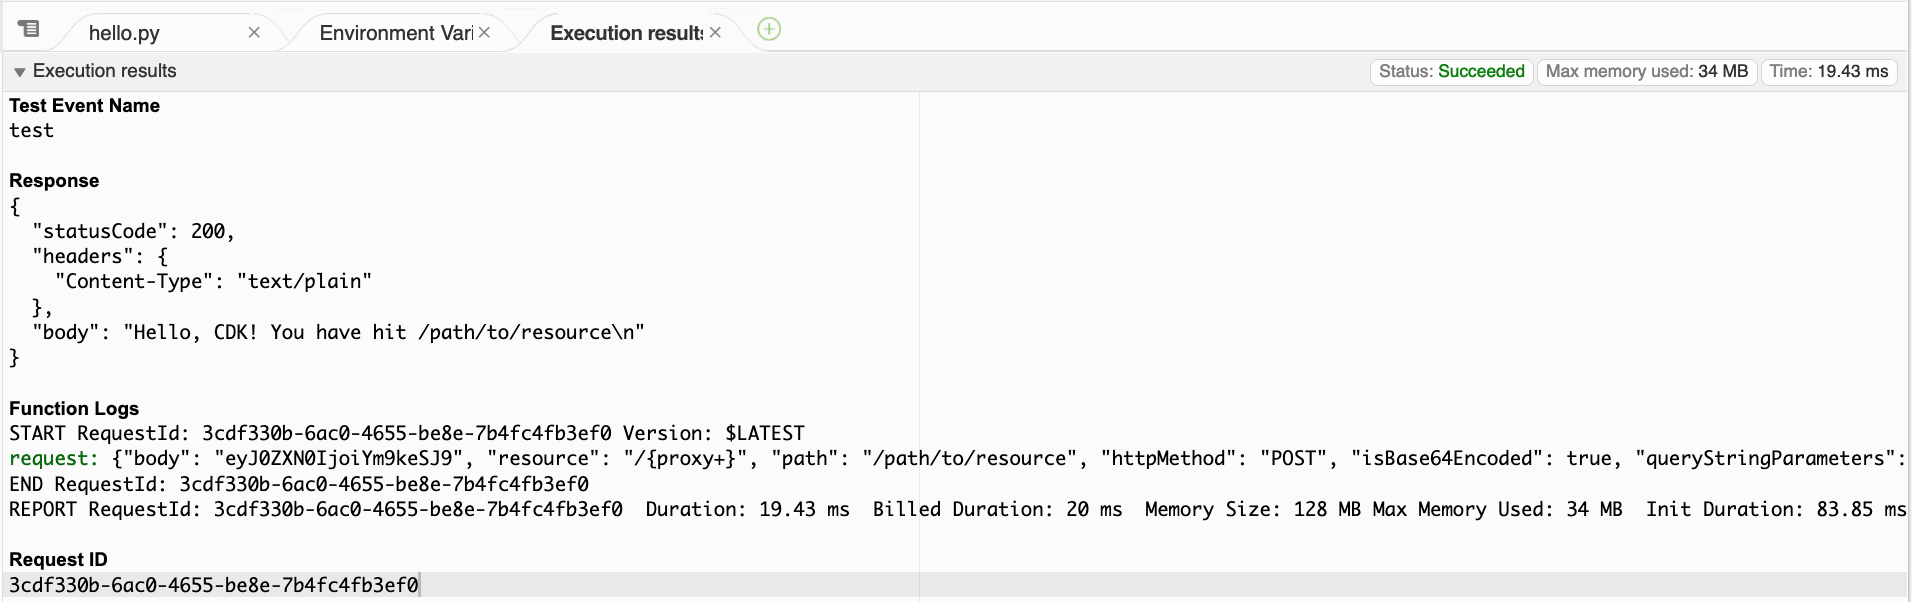 hello.py
Environment Vari
Execution results
Execution results Status: Succeeded Max memory used: 34 MB Time: 19.43 ms
Test Event Name
test
Response
{
  "statusCode": 200,
  "headers": {
    "Content-Type": "text/plain"
  },
  "body": "Hello, CDK! You have hit /path/to/resource\n"
}
Function Logs
START RequestId: 3cdf330b-6ac0-4655-be8e-7b4fc4fb3ef0 Version: $LATEST
request: {"body": "eyJ0ZXN0IjoiYm9keSJ9", "resource": "/{proxy+}", "path": "/path/to/resource", "httpMethod": "POST", "isBase64Encoded": true, "queryStringParameters":
END RequestId: 3cdf330b-6ac0-4655-be8e-7b4fc4fb3ef0
REPORT RequestId: 3cdf330b-6ac0-4655-be8e-7b4fc4fb3ef0  Duration: 19.43 ms  Billed Duration: 20 ms  Memory Size: 128 MB Max Memory Used: 34 MB  Init Duration: 83.85 ms
Request ID
3cdf330b-6ac0-4655-be8e-7b4fc4fb3ef0